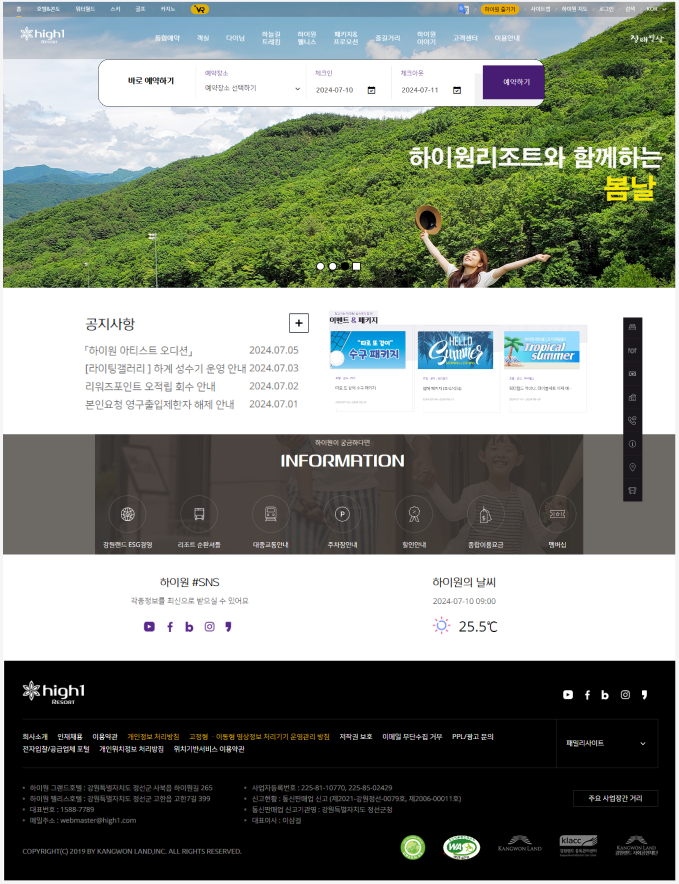 홈 호텔&콘도 워터월드 스키 골프 카지노 VR
하이원 즐기기 사이트맵 하이원 지도 로그인 검색 KOR
high1
RESORT
통합예약 객실 다이닝 하늘길
트레킹 하이원
웰니스 패키지&
프로모션 즐길거리 하이원
이야기 고객센터 이용안내
바로 예약하기
예약장소
예약장소 선택하기
체크인
2024-07-10
체크아웃
2024-07-11
예약하기
하이원리조트와 함께하는
봄날
공지사항
+
「하이원 아티스트 오디션」 2024.07.05
[라이팅갤러리 ] 하계 성수기 운영 안내 2024.07.03
리워즈포인트 오적립 회수 안내 2024.07.02
본인요청 영구출입제한자 해제 안내 2024.07.01
이벤트 & 패키지
"따로 또 같이"
수구 패키지
HELLO
Summer
Tropical
summer
하이원이 궁금하다면
INFORMATION
강원랜드 ESG경영
리조트 순환셔틀
대중교통안내
주차장안내
할인안내
종합이용요금
멤버십
하이원 #SNS
각종정보를 최신으로 받으실 수 있어요
하이원의 날씨
2024-07-10 09:00
25.5℃
high1
RESORT
회사소개 인재채용 이용약관 개인정보 처리방침 고정형 · 이동형 영상정보 처리기기 운영관리 방침 저작권 보호 이메일 무단수집 거부 PPL/광고 문의
전자입찰/공급업체 포털 개인위치정보 처리방침 위치기반서비스 이용약관
패밀리사이트
하이원 그랜드호텔 : 강원특별자치도 정선군 사북읍 하이원길 265
하이원 팰리스호텔 : 강원특별자치도 정선군 고한읍 고한7길 399
대표번호 : 1588-7789
메일주소 : webmaster@high1.com
사업자등록번호 : 225-81-10770, 225-85-02429
신고현황 : 통신판매업 신고 (제2021-강원정선-0079호, 제2006-00011호)
통신판매업 신고기관명 : 강원특별자치도 정선군청
대표이사 : 이삼걸
주요 사업장간 거리
COPYRIGHT(C) 2019 BY KANGWON LAND,INC. ALL RIGHTS RESERVED.
WA
KANGWON LAND
klacc
KANGWON LAND